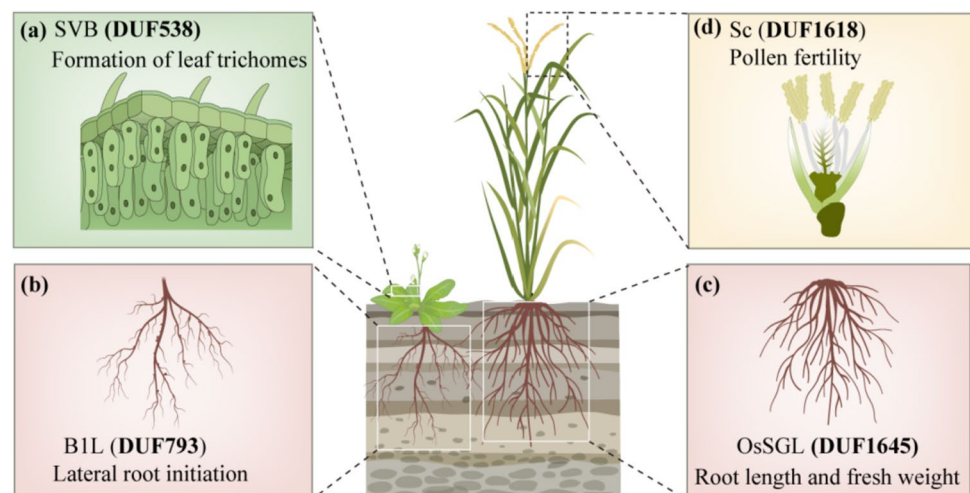 (a) SVB (DUF538)
Formation of leaf trichomes
(b)
B1L (DUF793)
Lateral root initiation
(d) Sc (DUF1618)
Pollen fertility
(c)
OsSGL (DUF1645)
Root length and fresh weight